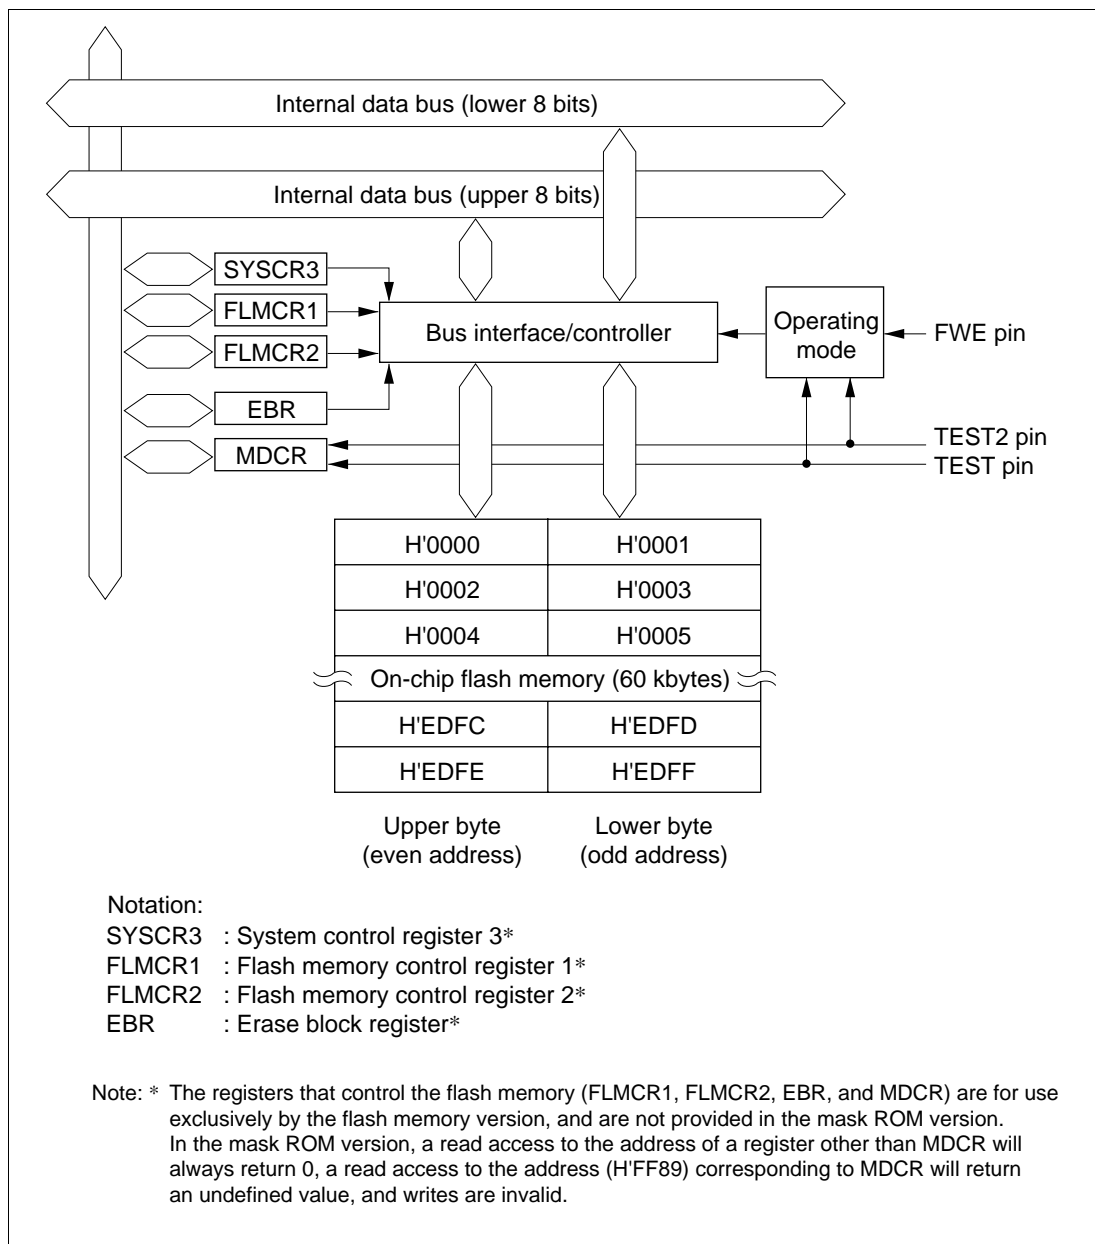 Internal data bus (lower 8 bits)
Internal data bus (upper 8 bits)
SYSCR3
FLMCR1
FLMCR2
EBR
MDCR
Bus interface/controller
Operating
mode
FWE pin
TEST2 pin
TEST pin
H'0000 H'0001
H'0002 H'0003
H'0004 H'0005
On-chip flash memory (60 kbytes)
H'EDFC H'EDFD
H'EDFE H'EDFF
Upper byte
(even address)
Lower byte
(odd address)
Notation:
SYSCR3 : System control register 3*
FLMCR1 : Flash memory control register 1*
FLMCR2 : Flash memory control register 2*
EBR : Erase block register*
Note: * The registers that control the flash memory (FLMCR1, FLMCR2, EBR, and MDCR) are for use
exclusively by the flash memory version, and are not provided in the mask ROM version.
In the mask ROM version, a read access to the address of a register other than MDCR will
always return 0, a read access to the address (H'FF89) corresponding to MDCR will return
an undefined value, and writes are invalid.